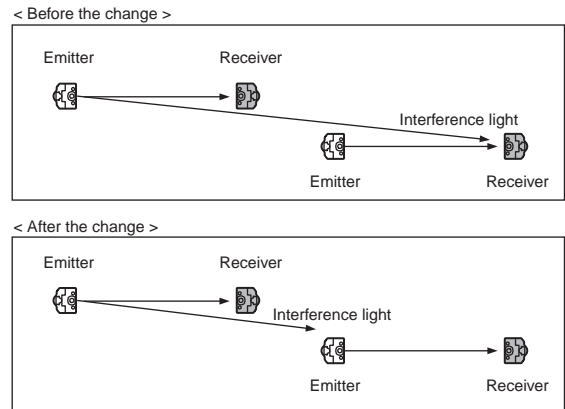 < Before the change >
Emitter Receiver
Interference light
Emitter Receiver
< After the change >
Emitter Receiver
Interference light
Emitter Receiver